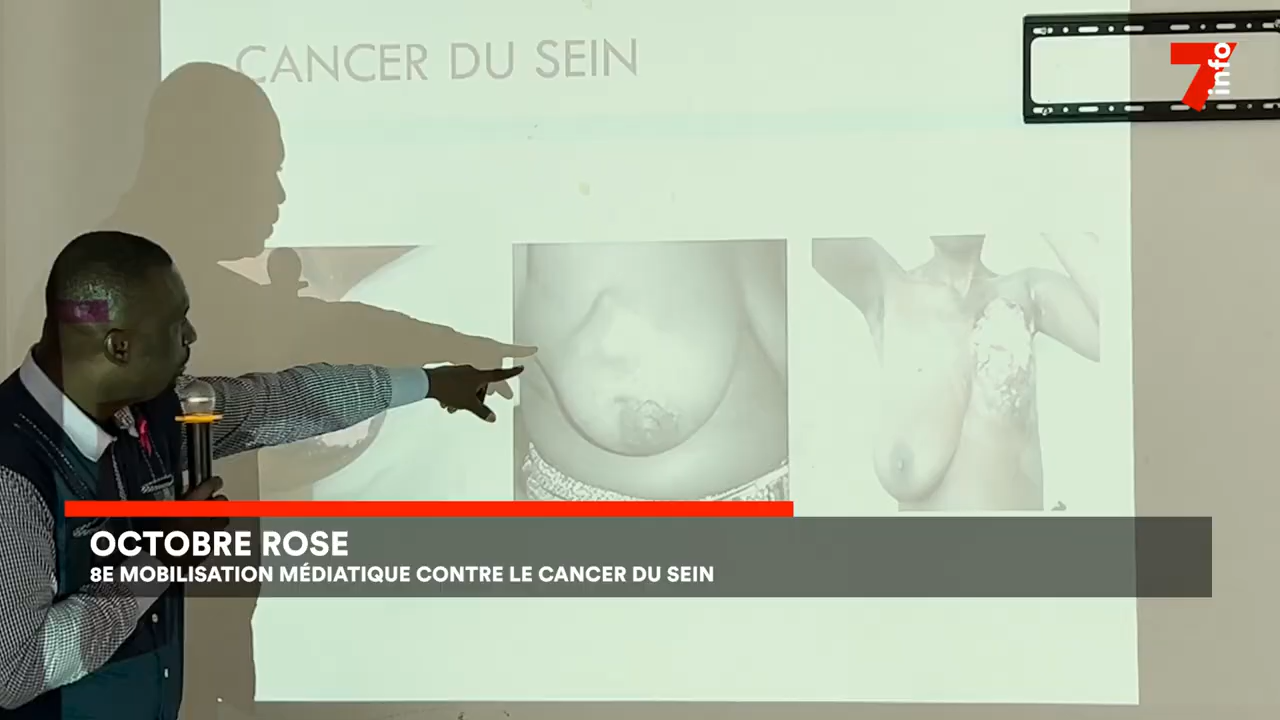 CANCER DU SEIN
7info
OCTOBRE ROSE
8E MOBILISATION MÉDIATIQUE CONTRE LE CANCER DU SEIN